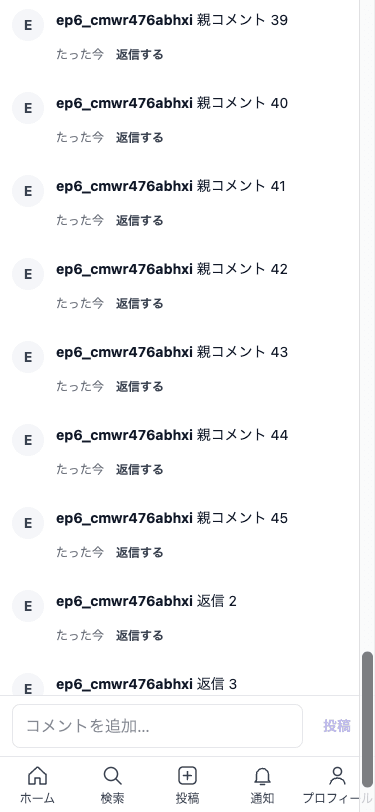 E
ep6_cmwr476abhxi 親コメント 39
たった今 返信する
E
ep6_cmwr476abhxi 親コメント 40
たった今 返信する
E
ep6_cmwr476abhxi 親コメント 41
たった今 返信する
E
ep6_cmwr476abhxi 親コメント 42
たった今 返信する
E
ep6_cmwr476abhxi 親コメント 43
たった今 返信する
E
ep6_cmwr476abhxi 親コメント 44
たった今 返信する
E
ep6_cmwr476abhxi 親コメント 45
たった今 返信する
E
ep6_cmwr476abhxi 返信 2
たった今 返信する
E
ep6_cmwr476abhxi 返信 3
コメントを追加... 投稿
ホーム 検索 投稿 通知 プロフィール